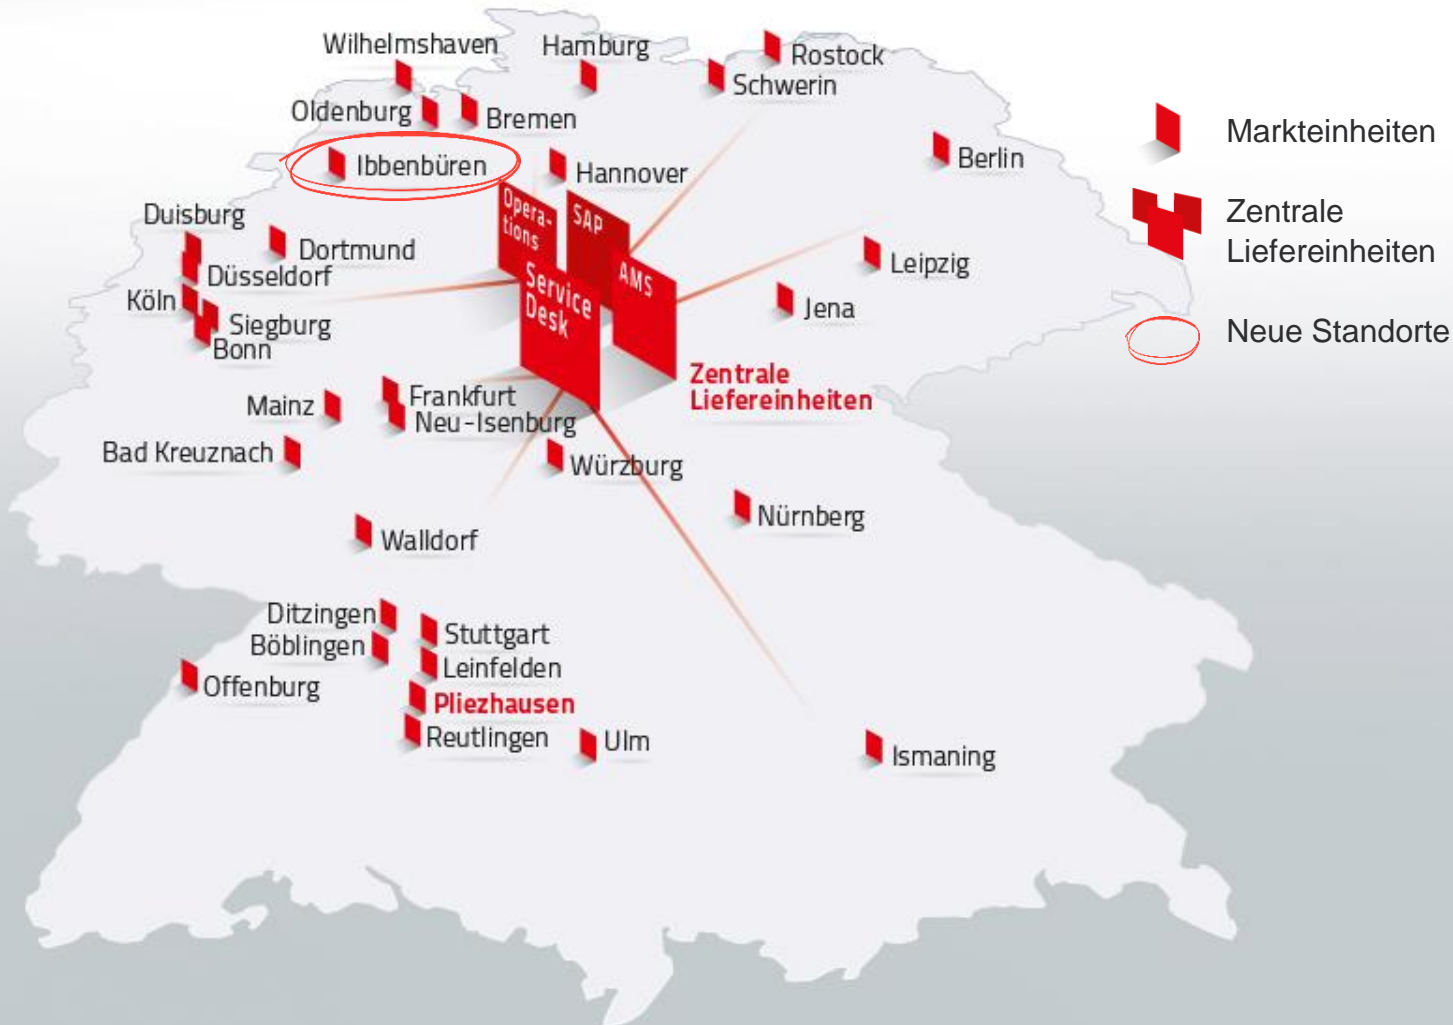 Wilhelmshaven
Hamburg
Rostock
Schwerin
Oldenburg
Bremen
Ibbenbüren
Hannover
Berlin
Duisburg
Dortmund
Düsseldorf
Köln
Siegburg
Bonn
Opera-
tions
SAP
AMS
Service
Desk
Leipzig
Jena
Zentrale
Liefereinheiten
Mainz
Frankfurt
Neu-Isenburg
Bad Kreuznach
Würzburg
Nürnberg
Walldorf
Ditzingen
Stuttgart
Böblingen
Leinfelden
Offenburg
Pliezhausen
Reutlingen
Ulm
Ismaning
Markteinheiten
Zentrale
Liefereinheiten
Neue Standorte